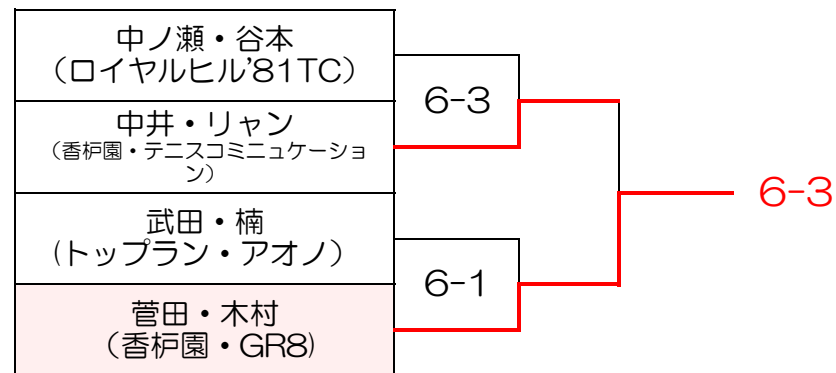 中ノ瀬・谷本
（ロイヤルヒル'81TC）
中井・リャン
（香枦園・テニスコミニュケーショ
ン）
武田・楠
(トップラン・アオノ）
菅田・木村
（香枦園・GR8)
6-3
6-1
6-3